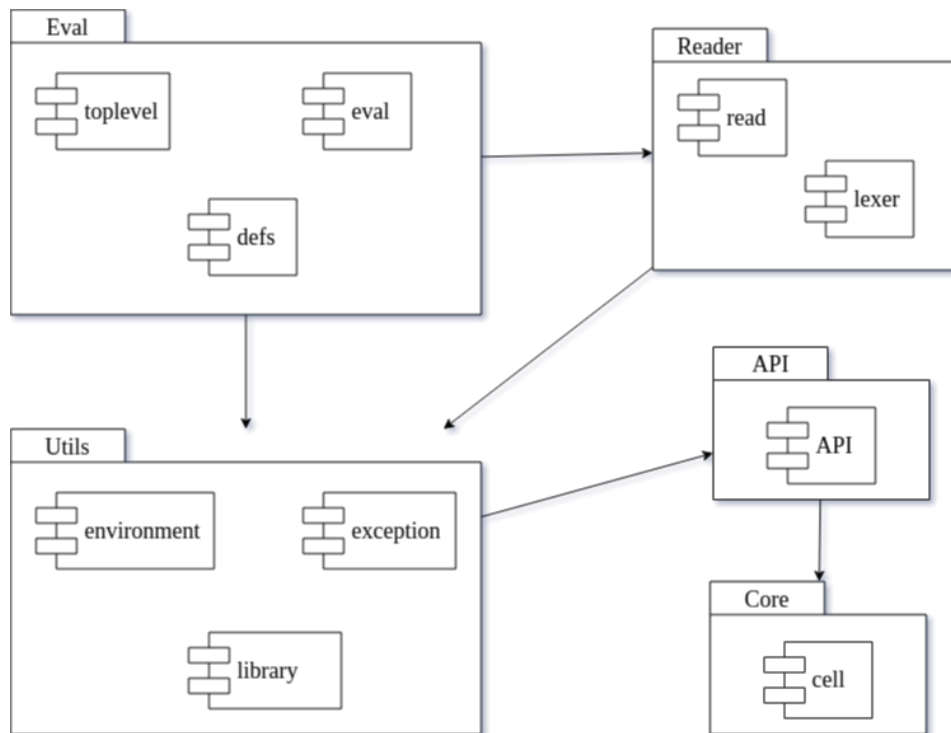 Eval
toplevel
eval
defs
Reader
read
lexer
Utils
environment
exception
library
API
API
Core
cell